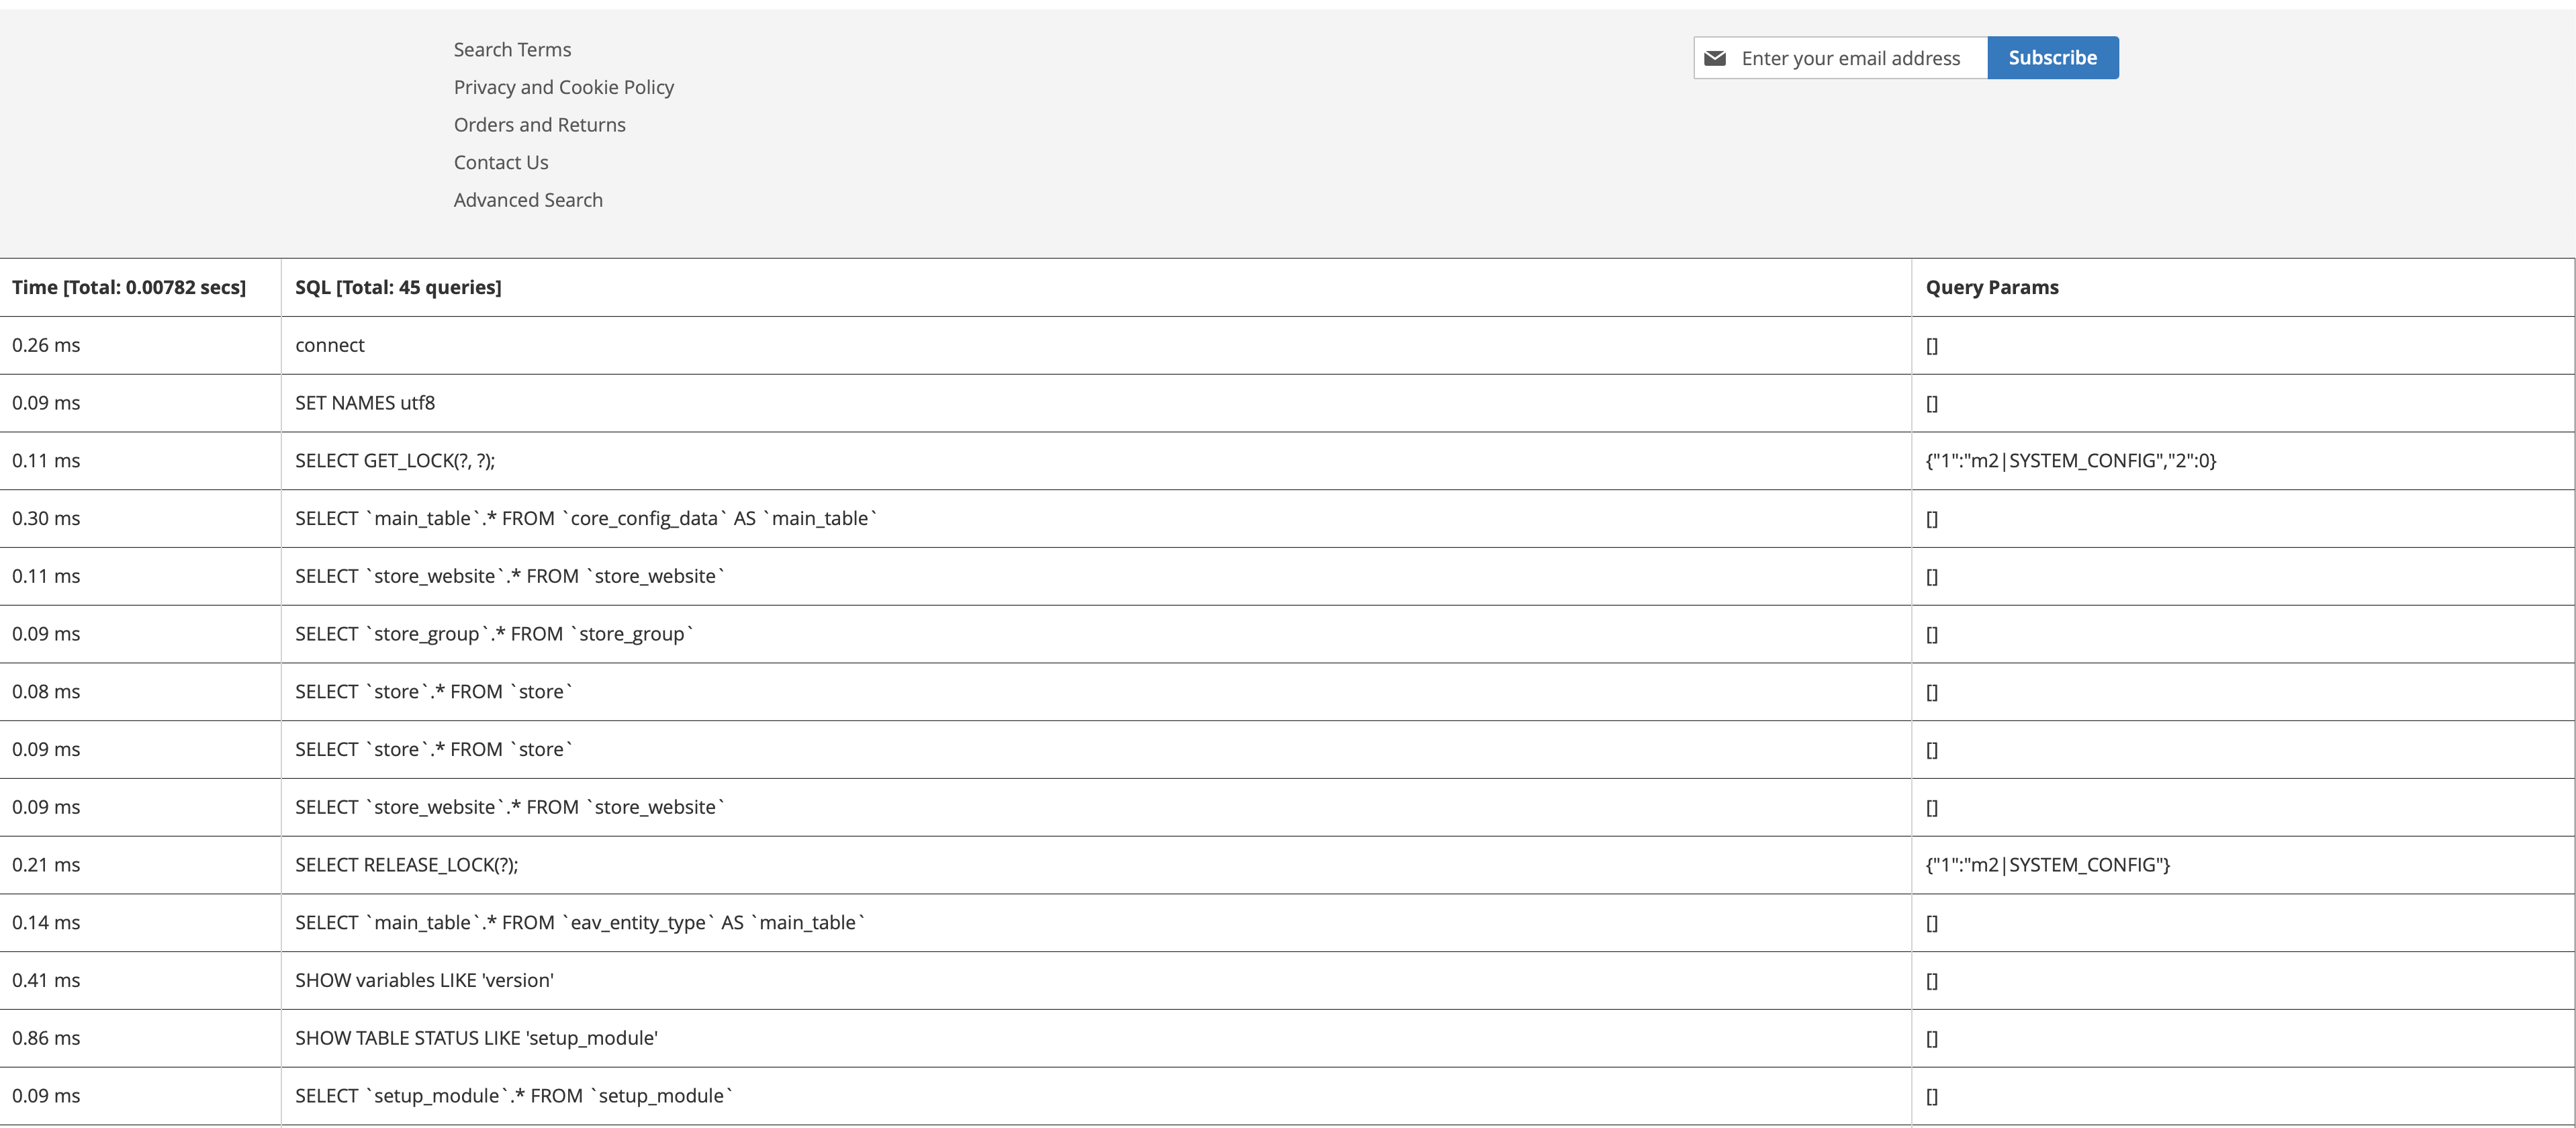 Search Terms
Privacy and Cookie Policy
Orders and Returns
Contact Us
Advanced Search
Enter your email address Subscribe
Time [Total: 0.00782 secs] SQL [Total: 45 queries] Query Params
0.26 ms connect []
0.09 ms SET NAMES utf8 []
0.11 ms SELECT GET_LOCK(?, ?); {"1":"m2|SYSTEM_CONFIG","2":0}
0.30 ms SELECT `main_table`.* FROM `core_config_data` AS `main_table` []
0.11 ms SELECT `store_website`.* FROM `store_website` []
0.09 ms SELECT `store_group`.* FROM `store_group` []
0.08 ms SELECT `store`.* FROM `store` []
0.09 ms SELECT `store`.* FROM `store` []
0.09 ms SELECT `store_website`.* FROM `store_website` []
0.21 ms SELECT RELEASE_LOCK(?); {"1":"m2|SYSTEM_CONFIG"}
0.14 ms SELECT `main_table`.* FROM `eav_entity_type` AS `main_table` []
0.41 ms SHOW variables LIKE 'version' []
0.86 ms SHOW TABLE STATUS LIKE 'setup_module' []
0.09 ms SELECT `setup_module`.* FROM `setup_module` []